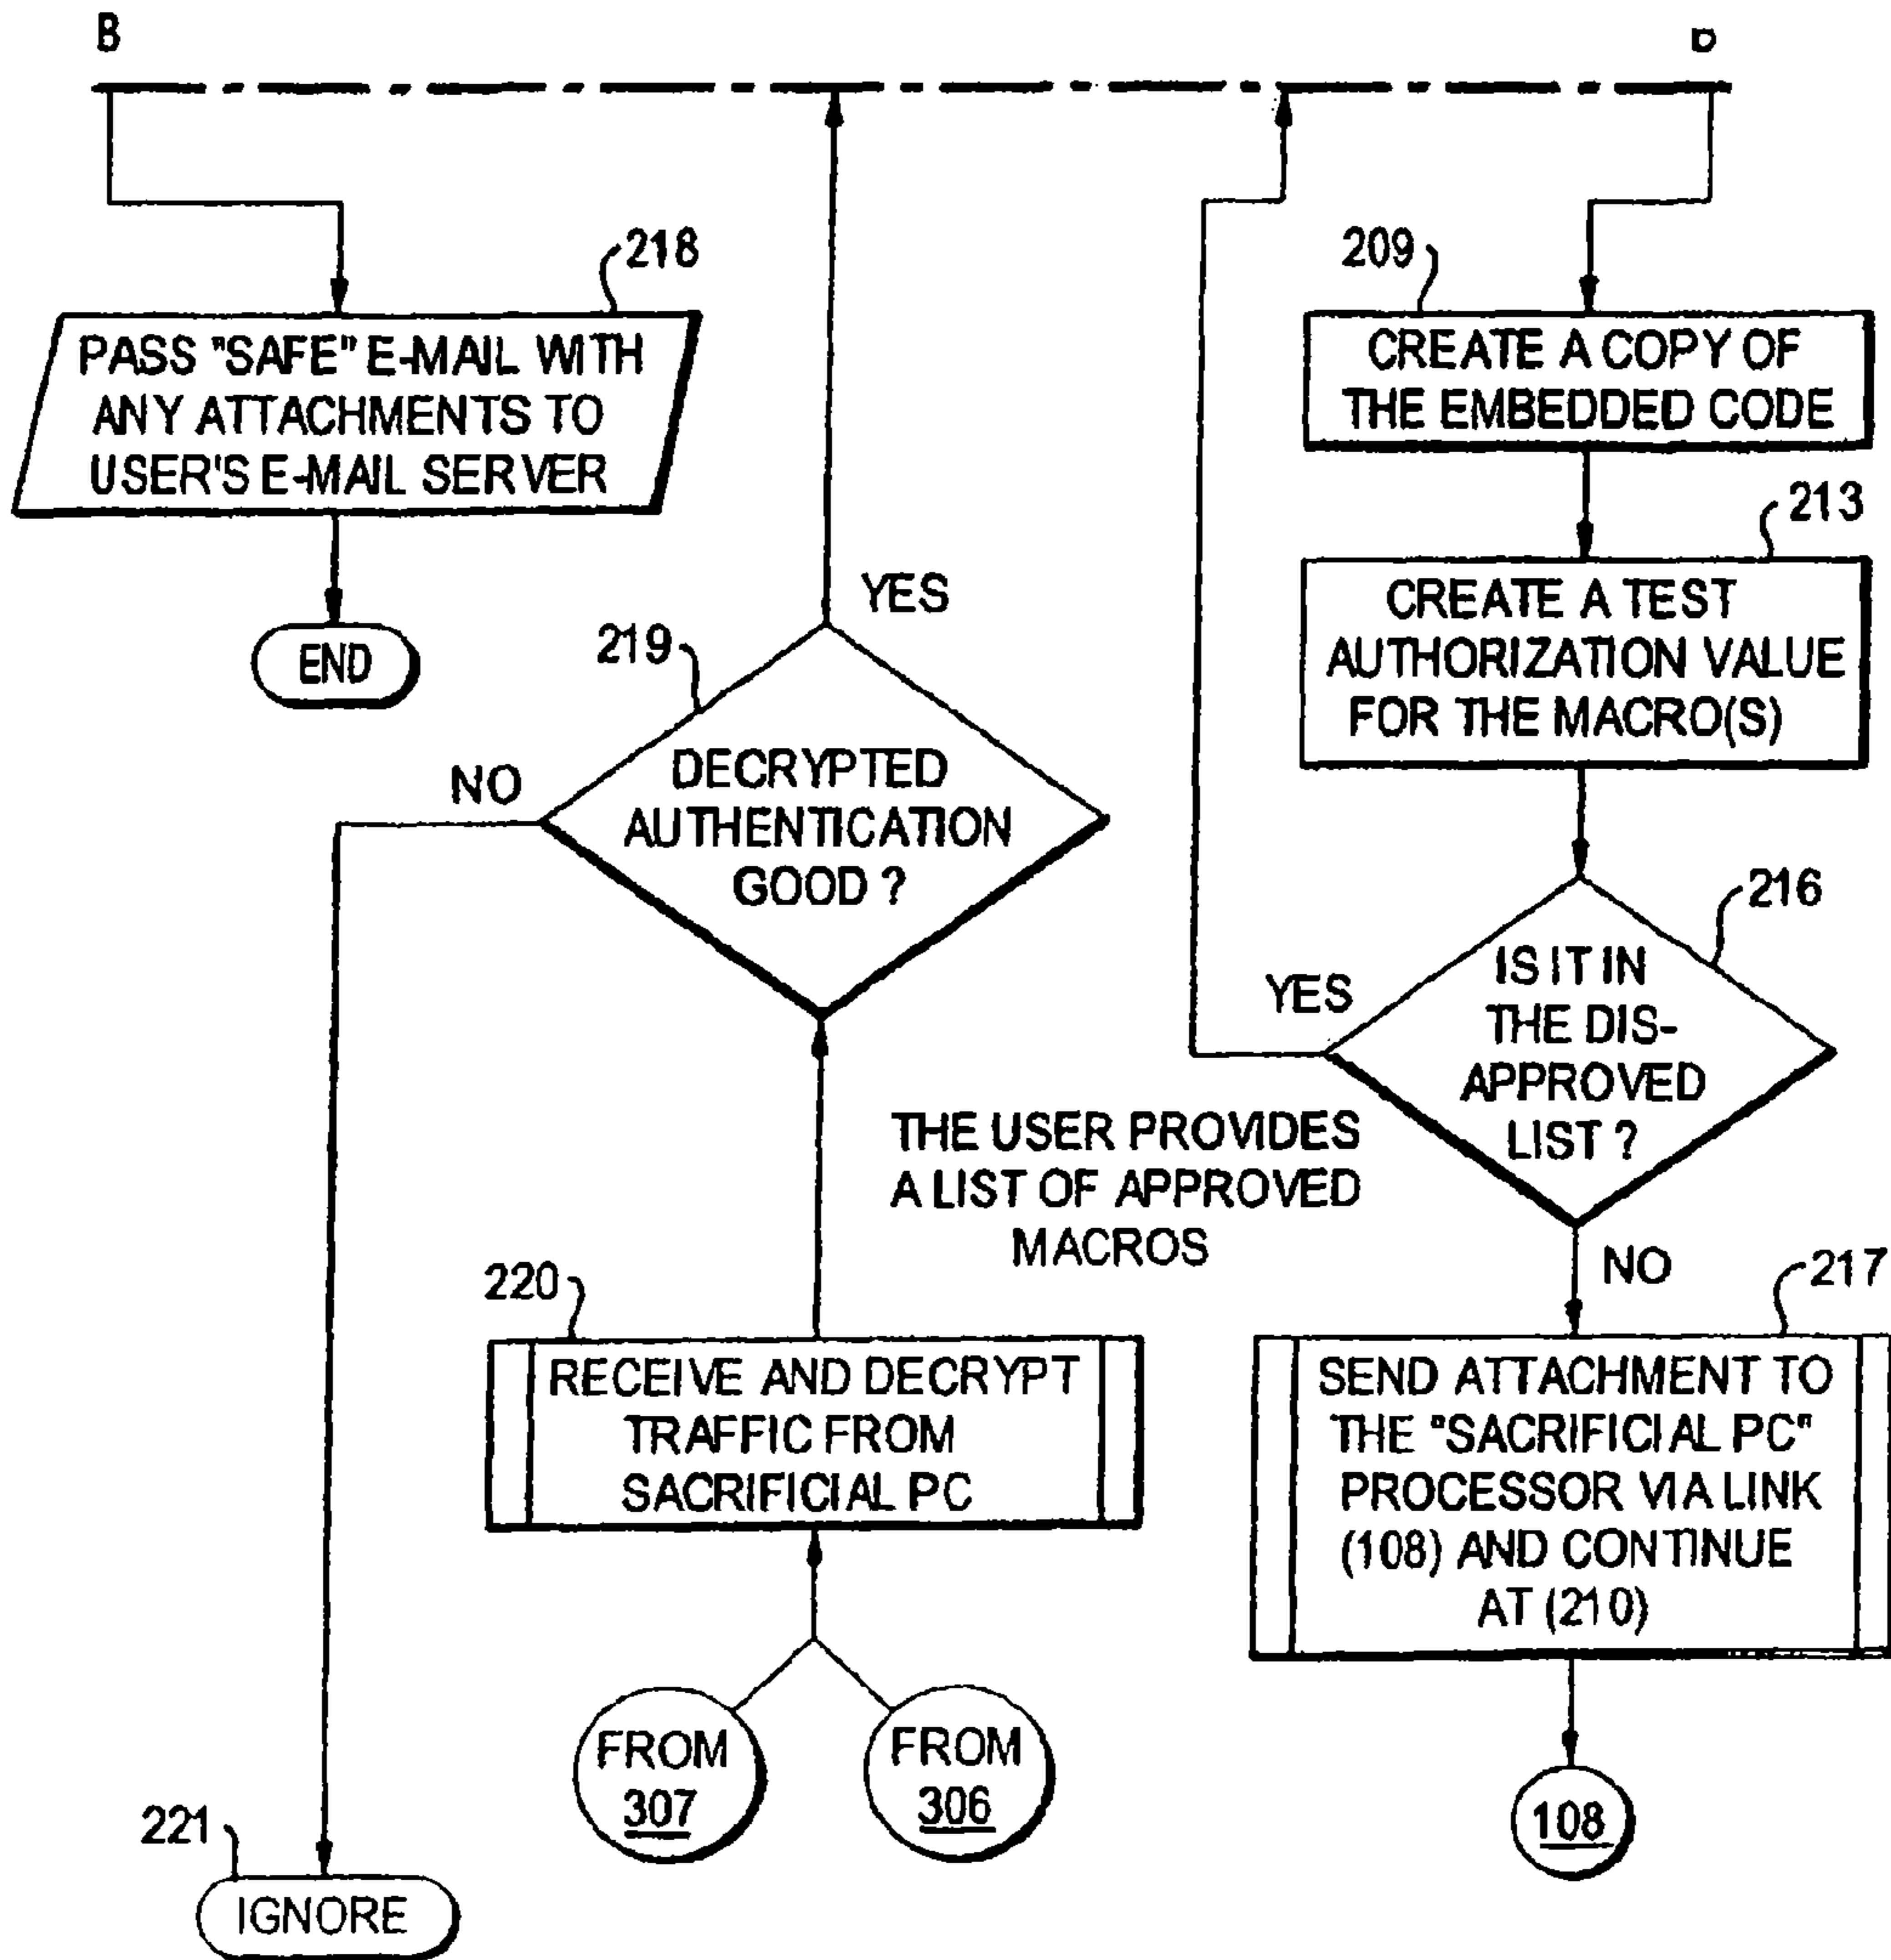 B
218
PASS "SAFE" E-MAIL WITH
ANY ATTACHMENTS TO
USER'S E-MAIL SERVER
END
209
CREATE A COPY OF
THE EMBEDDED CODE
213
CREATE A TEST
AUTHORIZATION VALUE
FOR THE MACRO(S)
YES
219
NO
DECRYPTED
AUTHENTICATION
GOOD ?
216
IS IT IN
THE DIS-
APPROVED
LIST ?
YES
NO
THE USER PROVIDES
A LIST OF APPROVED
MACROS
220
RECEIVE AND DECRYPT
TRAFFIC FROM
SACRIFICIAL PC
217
SEND ATTACHMENT TO
THE "SACRIFICIAL PC"
PROCESSOR VIA LINK
(108) AND CONTINUE
AT (210)
FROM
307
FROM
306
108
221
IGNORE